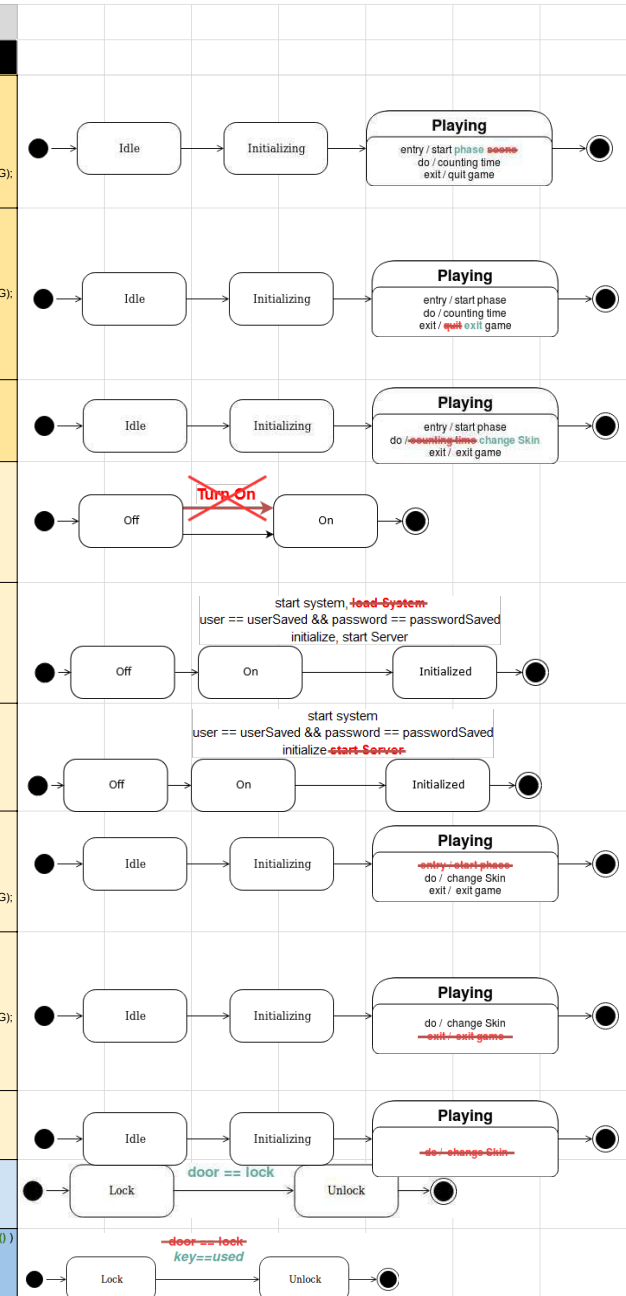 Playing
Idle
Initializing
entry / start phase scene
do / counting time
exit / quit game
G);
Playing
G);
Idle
Initializing
entry / start phase
do / counting time
exit / quit exit game
Playing
Idle
Initializing
entry / start phase
do / counting time change Skin
exit / exit game
Turn On
Off
On
start system, load System
user == userSaved && password == passwordSaved
initialize, start Server
Off
On
Initialized
start system
user == userSaved && password == passwordSaved
initialize start Server
Off
On
Initialized
Playing
Idle
Initializing
entry / start phase
do / change Skin
exit / exit game
G);
Playing
G);
Idle
Initializing
do / change Skin
exit / exit game
Playing
Idle
Initializing
do / change Skin
door == lock
Lock
Unlock
() )
door == lock
key==used
Lock
Unlock